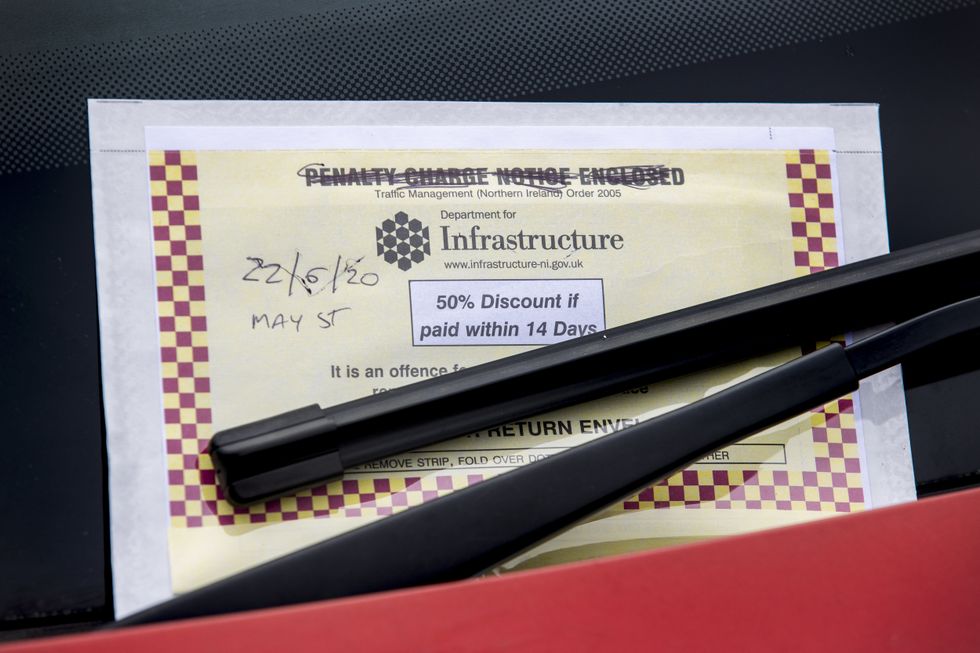 PENALTY CHARGE NOTICE ENCLOSED
Traffic Management (Northern Ireland) Order 2005
Department for
Infrastructure
www.infrastructure-ni.gov.uk
22/6/20
MAY ST
50% Discount if
paid within 14 Days
It is an offence
RETURN
REMOVE STRIP, FOLD OVER